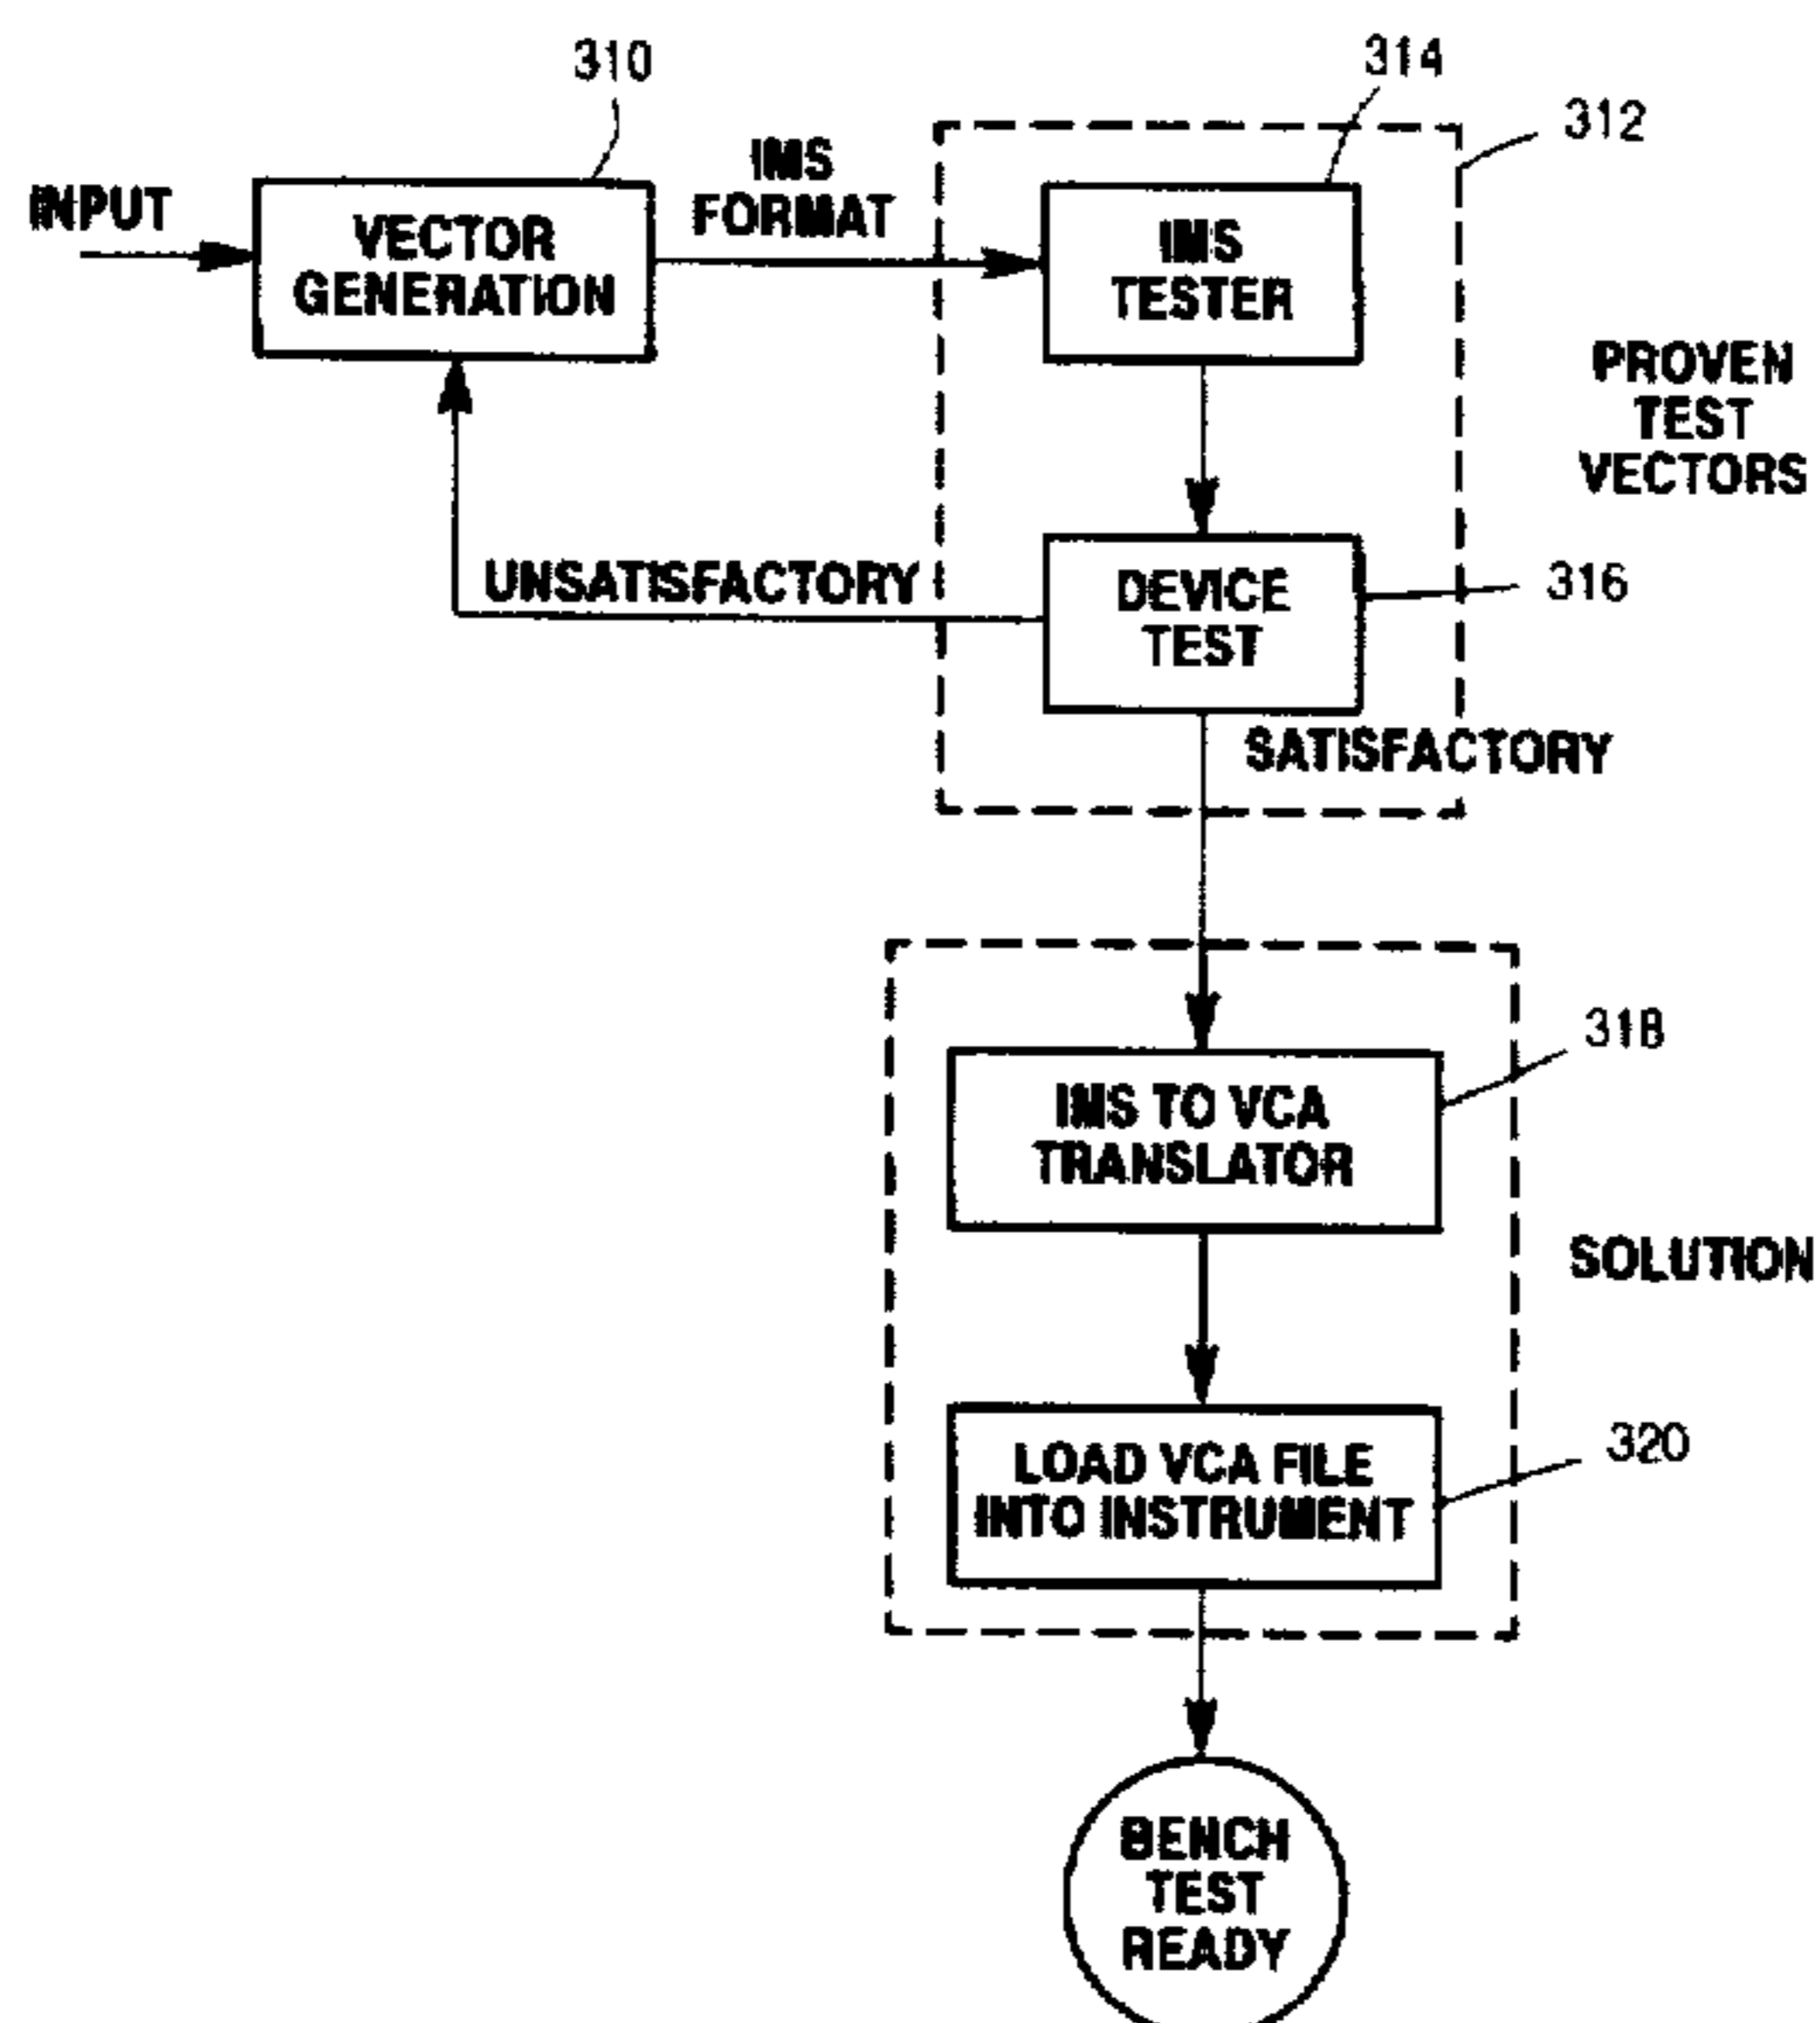 310
314
312
INPUT
VECTOR
GENERATION
IMS
FORMAT
IMS
TESTER
PROVEN
TEST
VECTORS
UNSATISFACTORY
DEVICE
TEST
316
SATISFACTORY
318
IMS TO VCA
TRANSLATOR
SOLUTION
320
LOAD VCA FILE
INTO INSTRUMENT
BENCH
TEST
READY